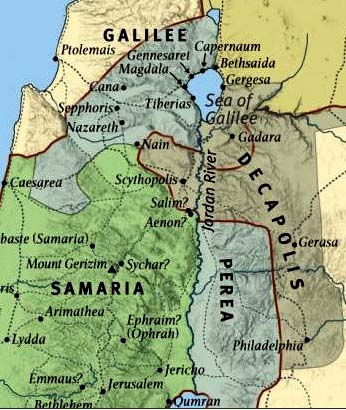 GALILEE
Ptolemais
Gennesaret
Capernaum
Magdala
Bethsaida
Cana
Gergesa
Tiberias
Sea of
Galilee
Sepphoris
Nazareth
Gadara
Nain
DECAPOLIS
Scythopolis
Caesarea
Salim?
Jordan River
Aenon?
baste (Samaria)
Gerasa
Mount Gerizim
Sychar?
PEREA
SAMARIA
ris
Arimathea
Ephraim?
(Ophrah)
Lydda
Philadelphia
Jericho
Emmaus?
Jerusalem
Bethlehem
Qumran